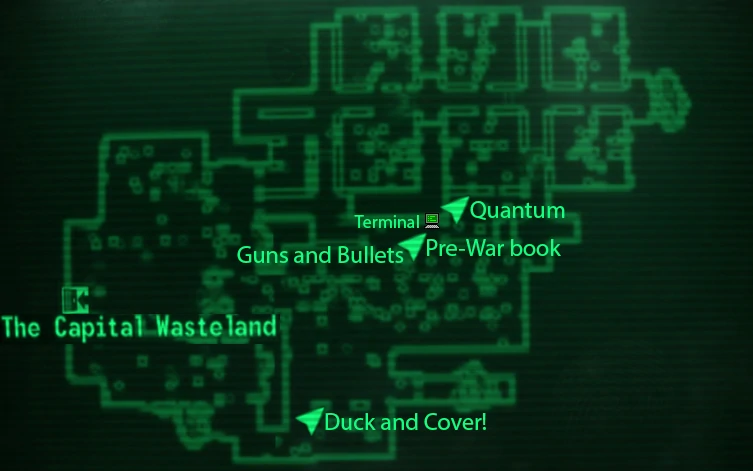 Quantum
Terminal
Guns and Bullets
Pre-War book
The Capital Wasteland
Duck and Cover!